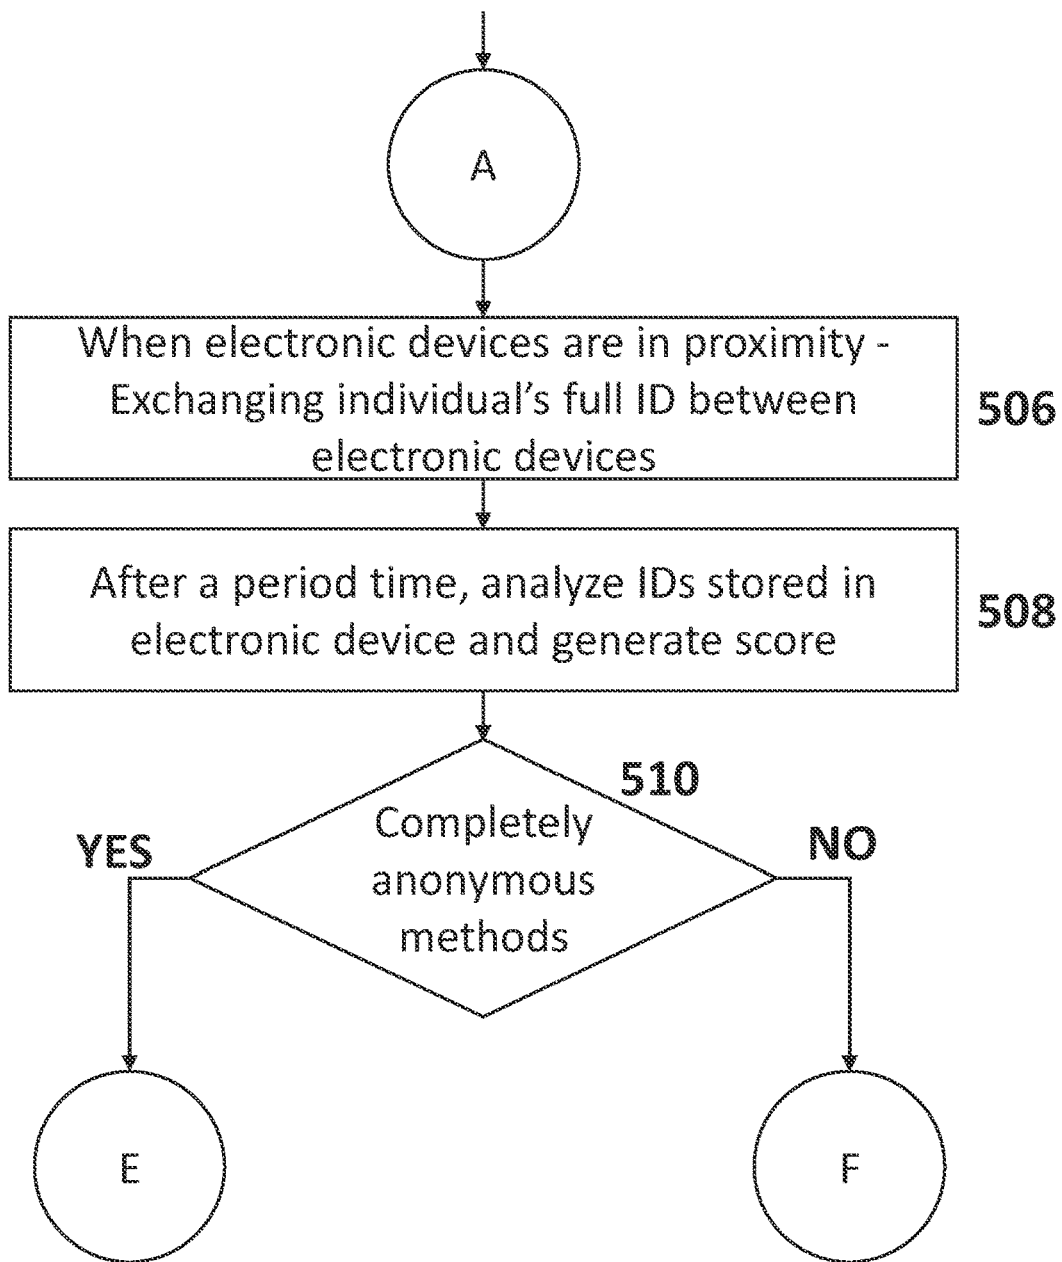 A
When electronic devices are in proximity -
Exchanging individual's full ID between
electronic devices
506
After a period time, analyze IDs stored in
electronic device and generate score
508
510
Completely
anonymous
methods
YES
NO
E
F